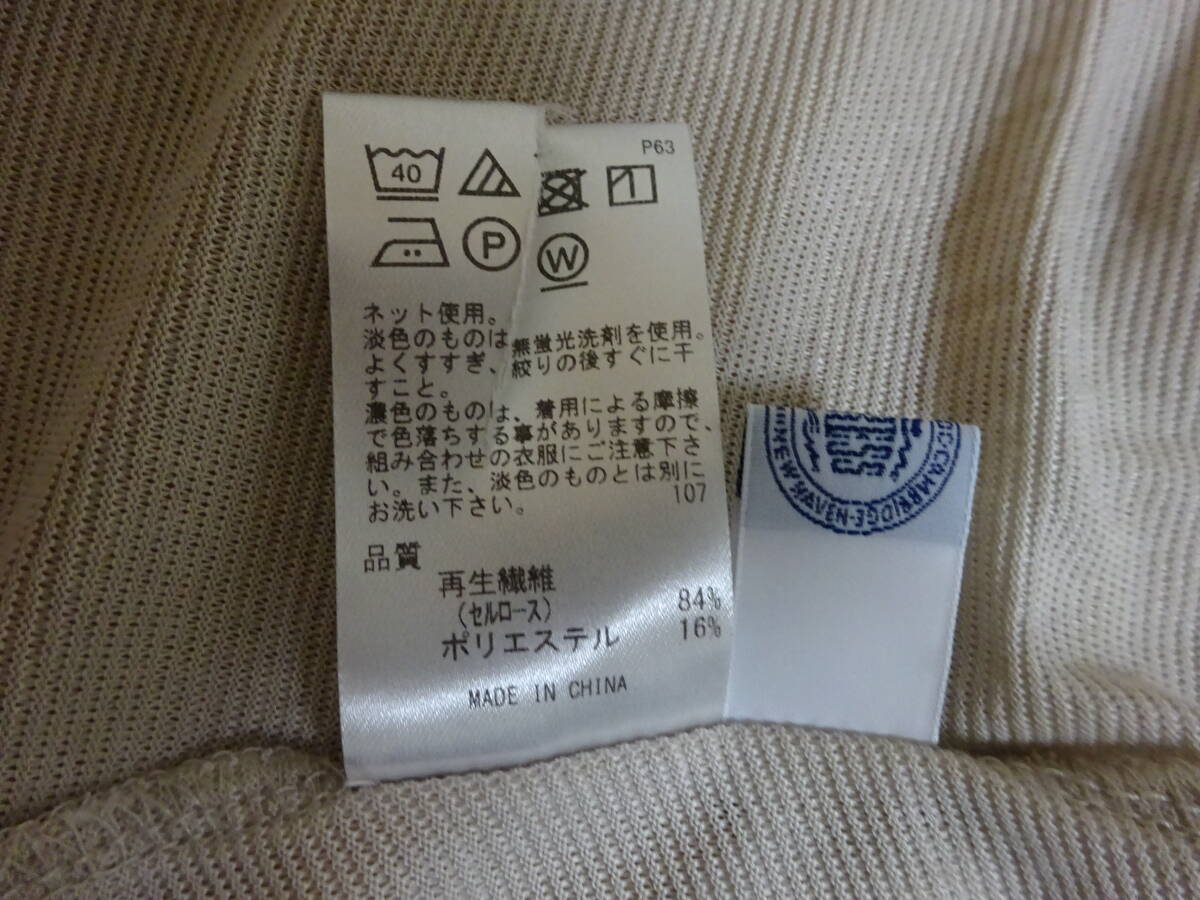 P63
40
P
W
ネット使用。
淡色のものは、無蛍光洗剤を使用。
よくすすぎ、絞りの後すぐに干
すこと。
濃色のものは、着用による摩擦
で色落ちする事がありますので、
組み合わせの衣服にご注意下さ
い。また、淡色のものとは別に
お洗い下さい。
107
品質
再生繊維
(セルロース) 84%
ポリエステル 16%
MADE IN CHINA
CAMBRIDGE-NEW HAVEN